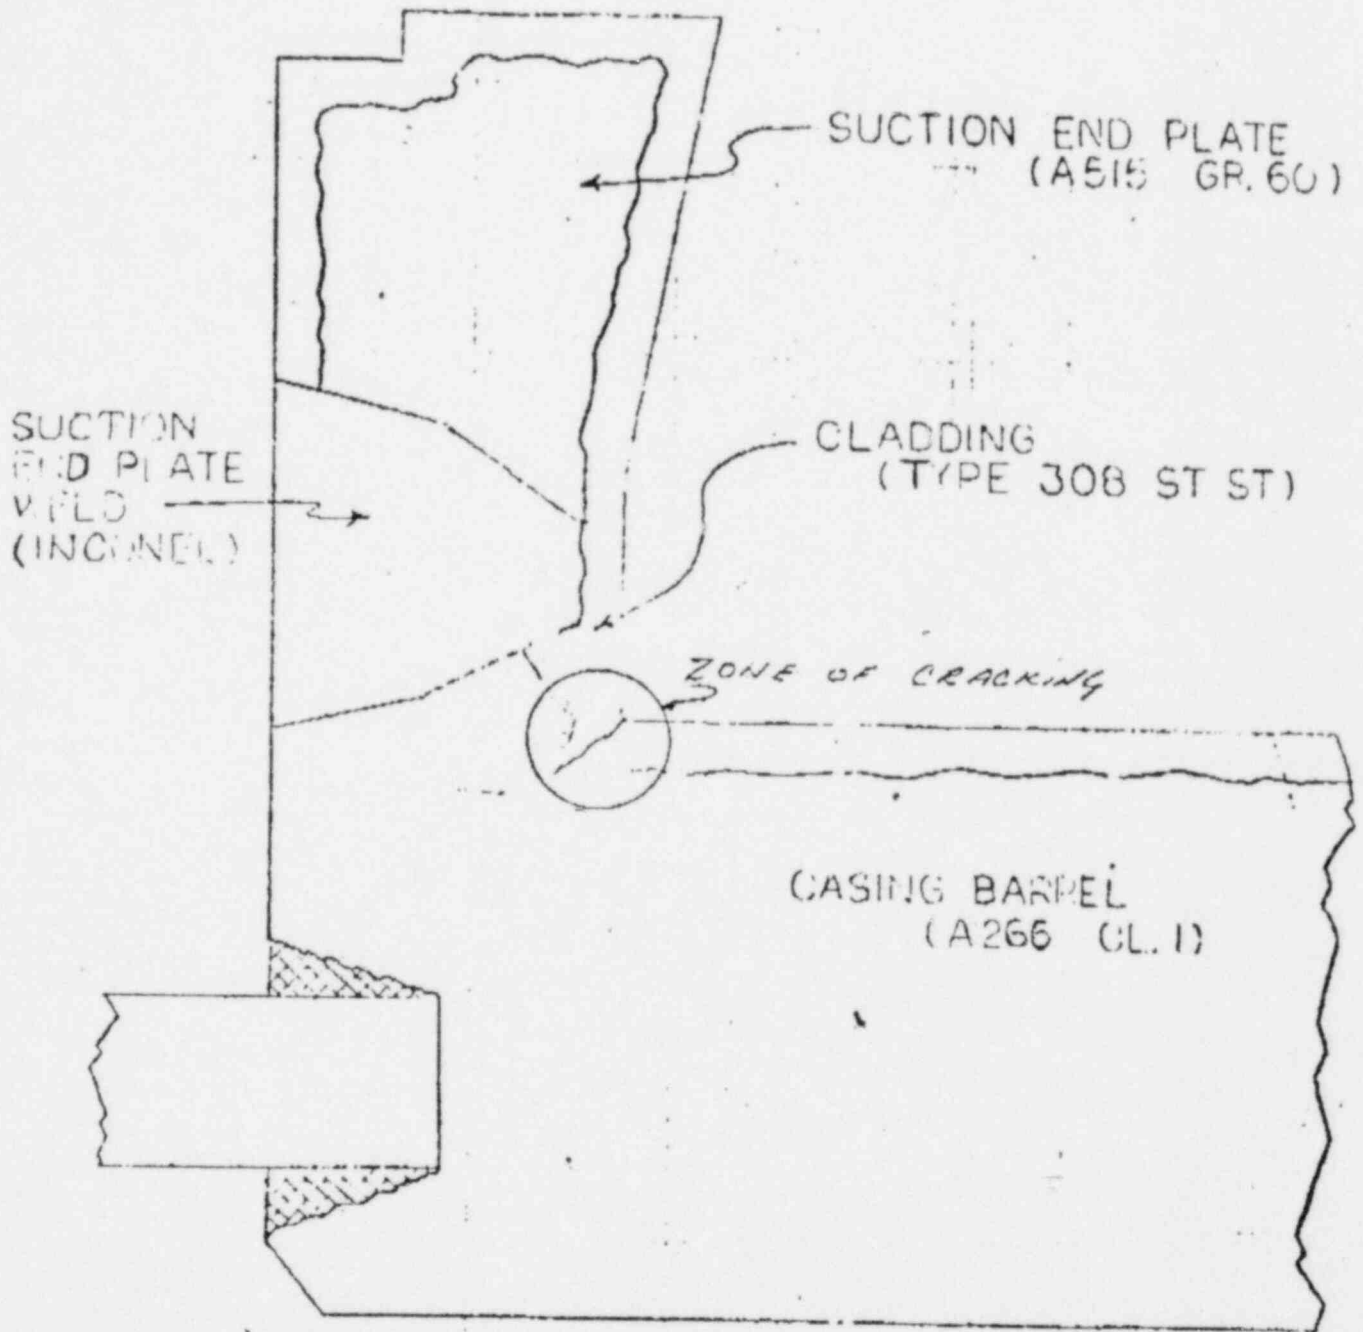 SUCTION END PLATE
(A515 GR. 60)
SUCTION
END PLATE
WELD
(INCONEL)
CLADDING
(TYPE 308 ST ST)
ZONE OF CRACKING
CASING BARREL
(A266 CL. 1)